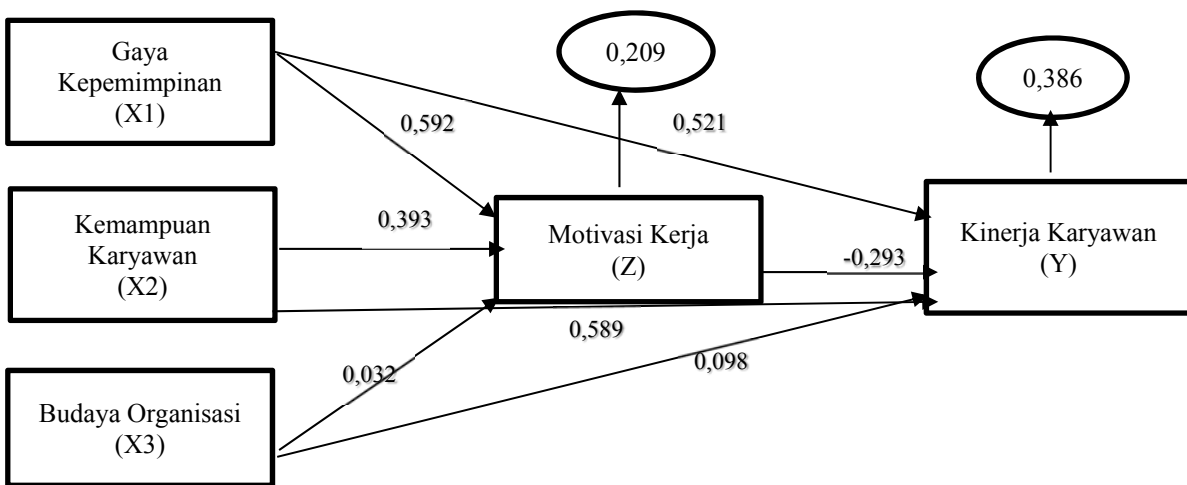 Gaya
Kepemimpinan
(X1)
0,209
0,386
0,592
0,521
Kemampuan
Karyawan
(X2)
0,393
Motivasi Kerja
(Z)
-0,293
Kinerja Karyawan
(Y)
0,589
0,032
0,098
Budaya Organisasi
(X3)